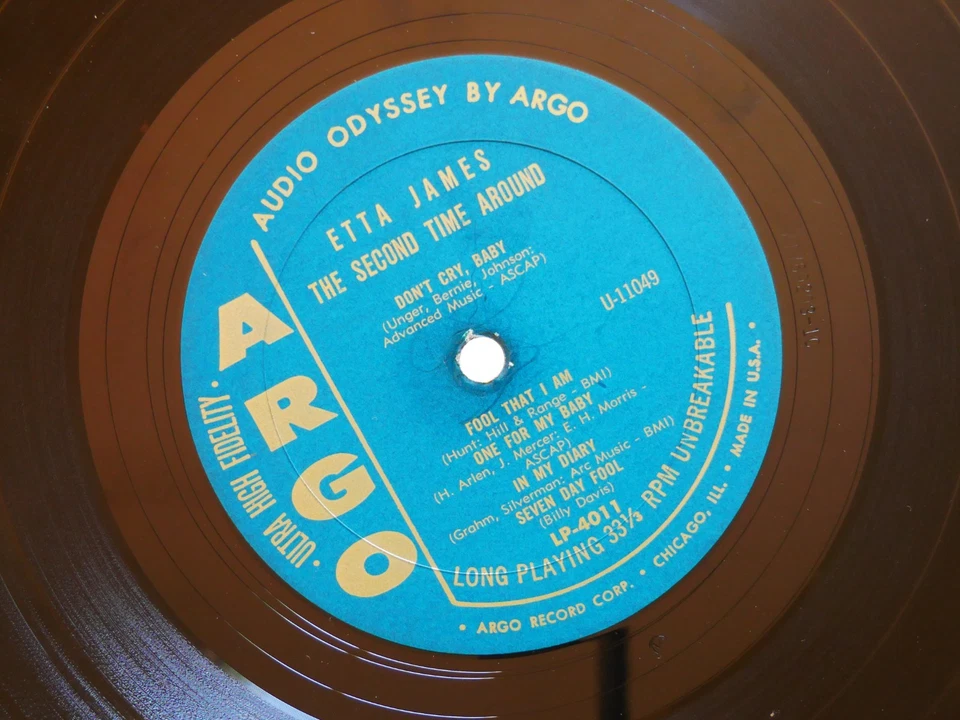 AUDIO ODYSSEY BY ARGO
ETTA JAMES
THE SECOND TIME AROUND
DON'T CRY, BABY
(Unger, Bernie, Johnson:
Advanced Music - ASCAP)
U-11049
FOOL THAT I AM
(Hunt: Hill & Range - BMI)
ONE FOR MY BABY
(H. Arlen, J. Mercer: E. H. Morris -
ASCAP)
IN MY DIARY
(Grahm, Silverman: Arc Music - BMI)
SEVEN DAY FOOL
(Billy Davis)
LP-4011
LONG PLAYING 33⅓ RPM UNBREAKABLE
ARGO
• ULTRA HIGH FIDELITY •
• ARGO RECORD CORP. • CHICAGO, ILL. • MADE IN U.S.A. •